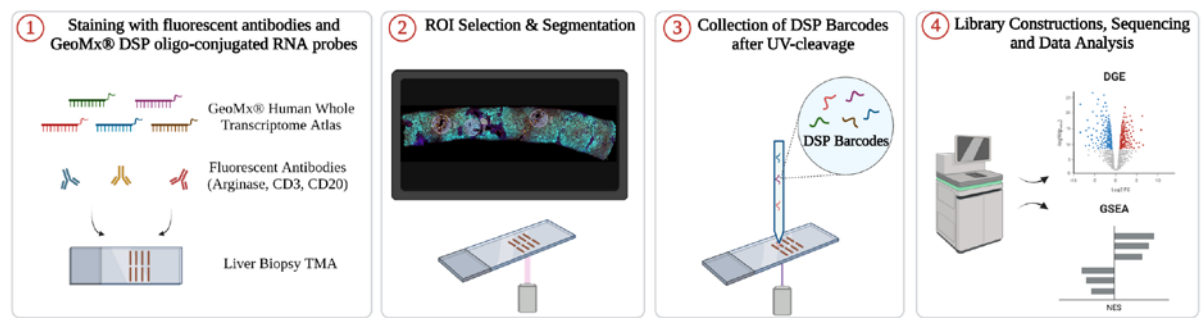 1
Staining with fluorescent antibodies and
GeoMx® DSP oligo-conjugated RNA probes
GeoMx® Human Whole
Transcriptome Atlas
Fluorescent Antibodies
(Arginase, CD3, CD20)
Liver Biopsy TMA
2
ROI Selection & Segmentation
3
Collection of DSP Barcodes
after UV-cleavage
DSP Barcodes
4
Library Constructions, Sequencing
and Data Analysis
DGE
GSEA
NES